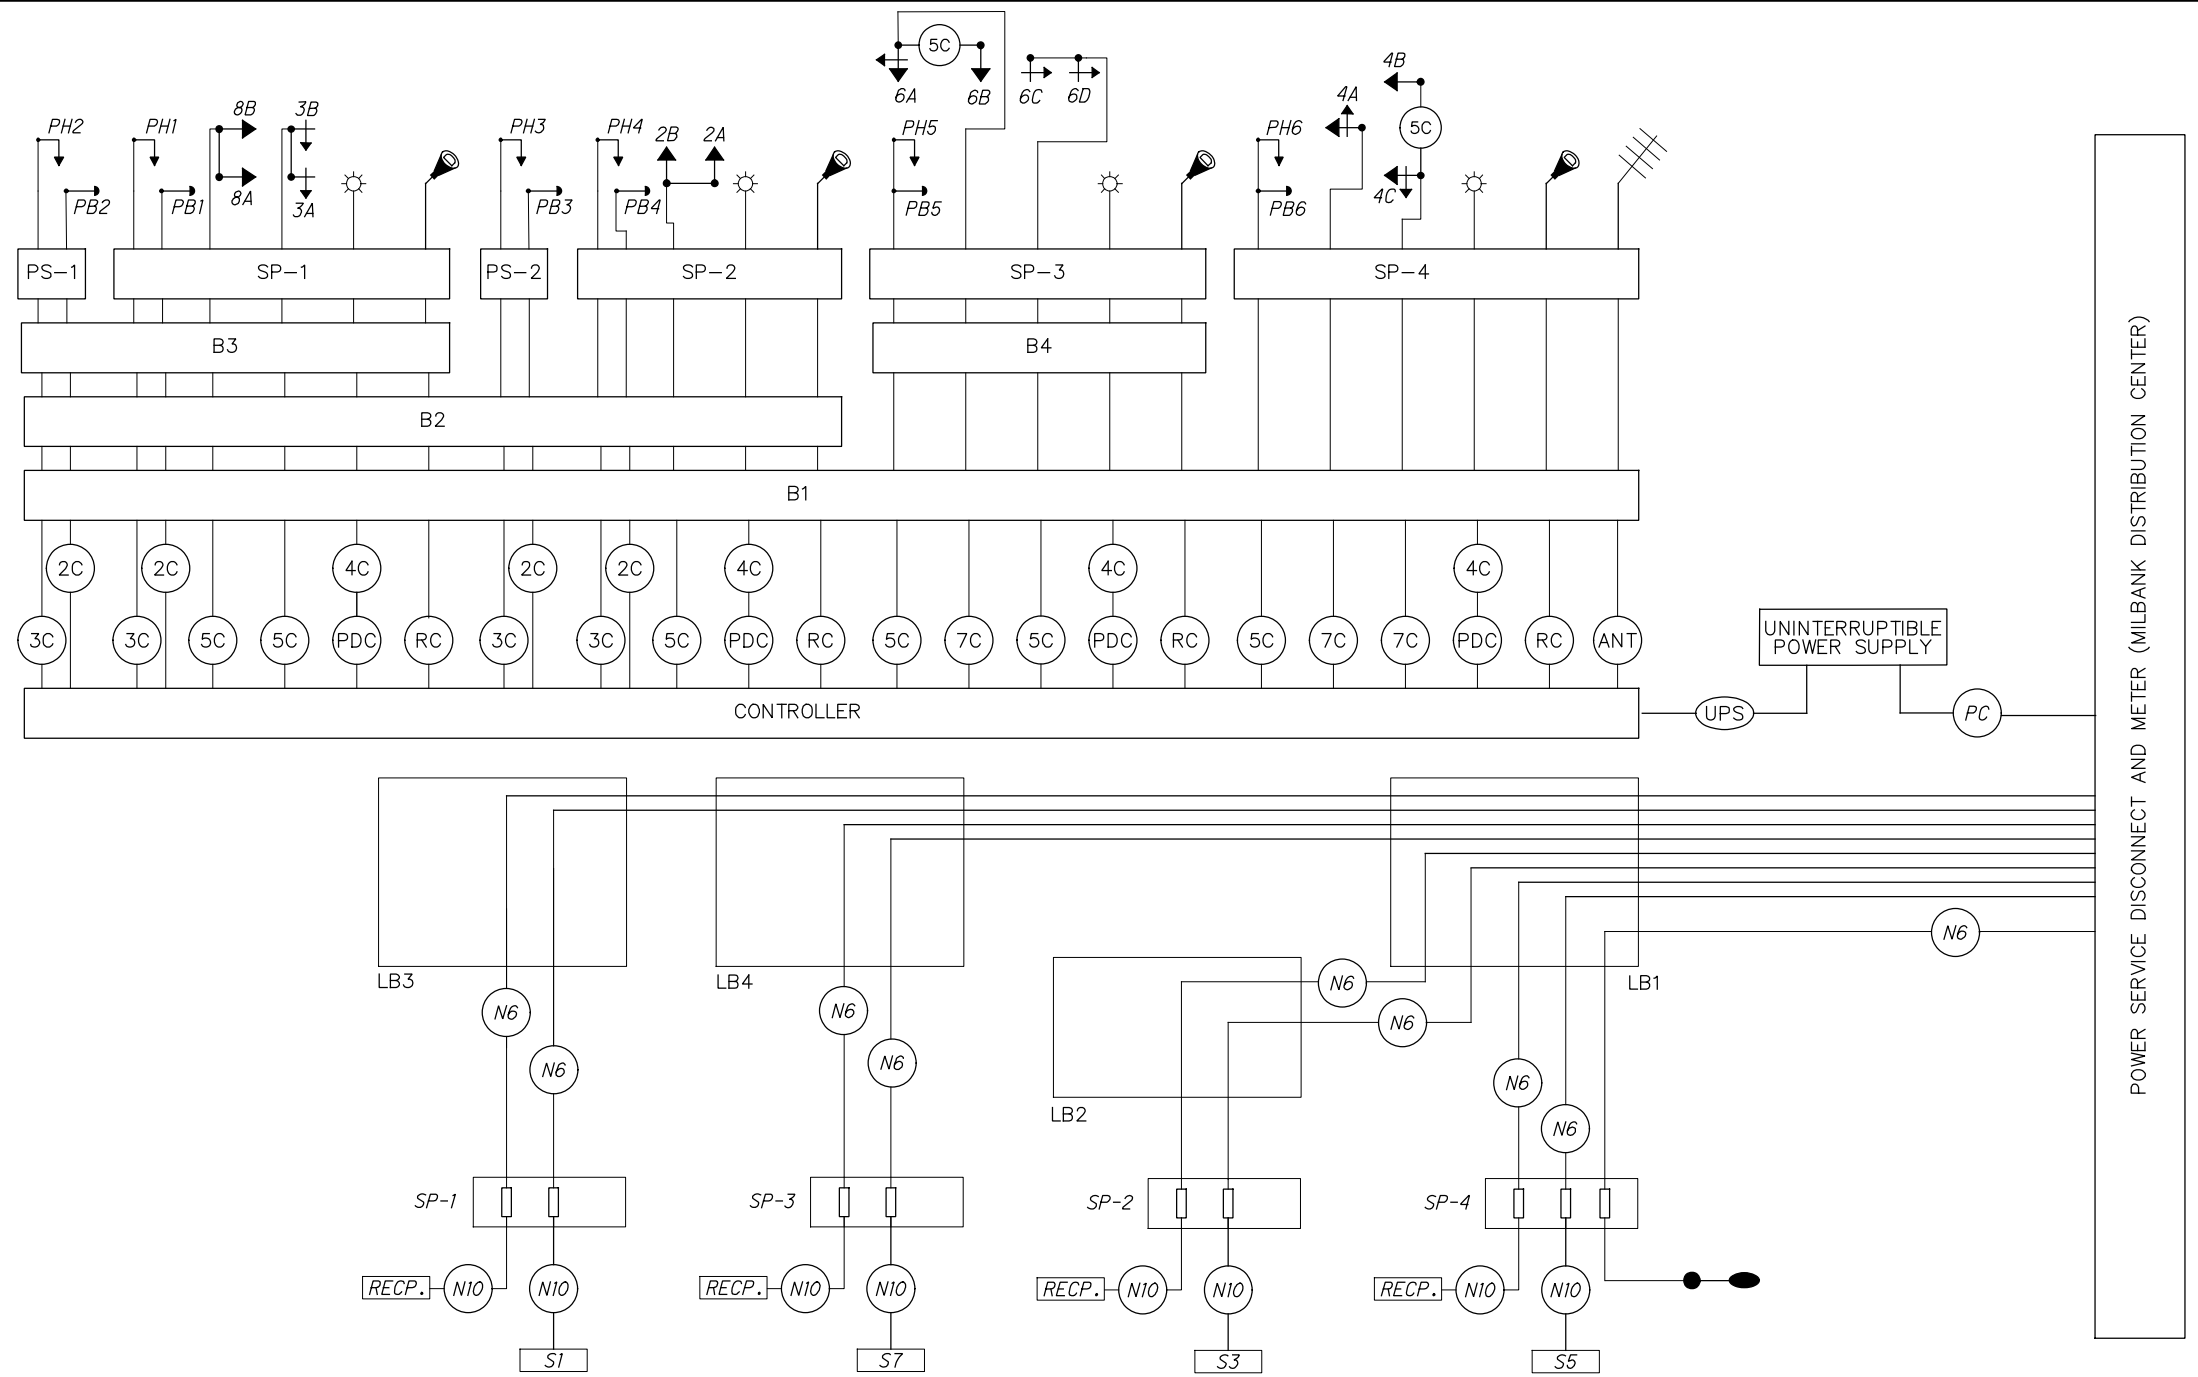 5C
6A
6B
6C
6D
4B
4A
5C
4C
8B
3B
PH2
PH1
PH3
PH4
2B
2A
PH5
PH6
PB2
PB1
8A
3A
PB3
PB4
PB5
PB6
PS-1
SP-1
PS-2
SP-2
SP-3
SP-4
B3
B4
B2
B1
2C
2C
4C
2C
2C
4C
4C
4C
3C
3C
5C
5C
PDC
RC
3C
3C
5C
PDC
RC
5C
7C
5C
PDC
RC
5C
7C
7C
PDC
RC
ANT
UNINTERRUPTIBLE
POWER SUPPLY
CONTROLLER
UPS
PC
POWER SERVICE DISCONNECT AND METER (MILBANK DISTRIBUTION CENTER)
N6
LB3
LB4
LB1
N6
N6
N6
N6
N6
N6
N6
N6
LB2
SP-1
SP-3
SP-2
SP-4
RECP.
N10
N10
RECP.
N10
N10
RECP.
N10
N10
RECP.
N10
N10
S1
S7
S3
S5